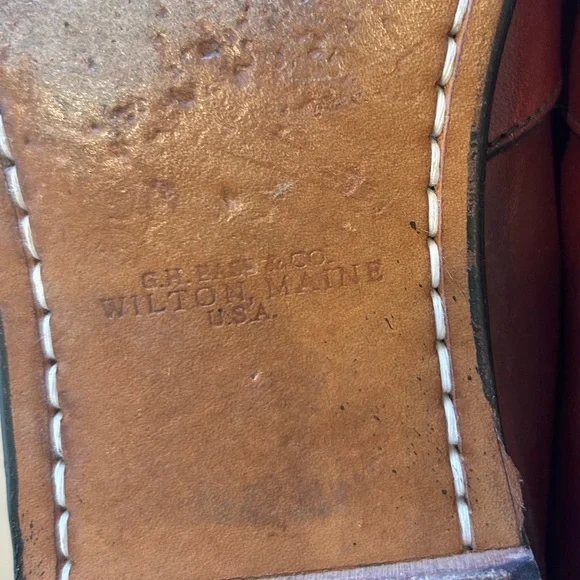 G.H. BASS & CO.
WILTON, MAINE
U.S.A.